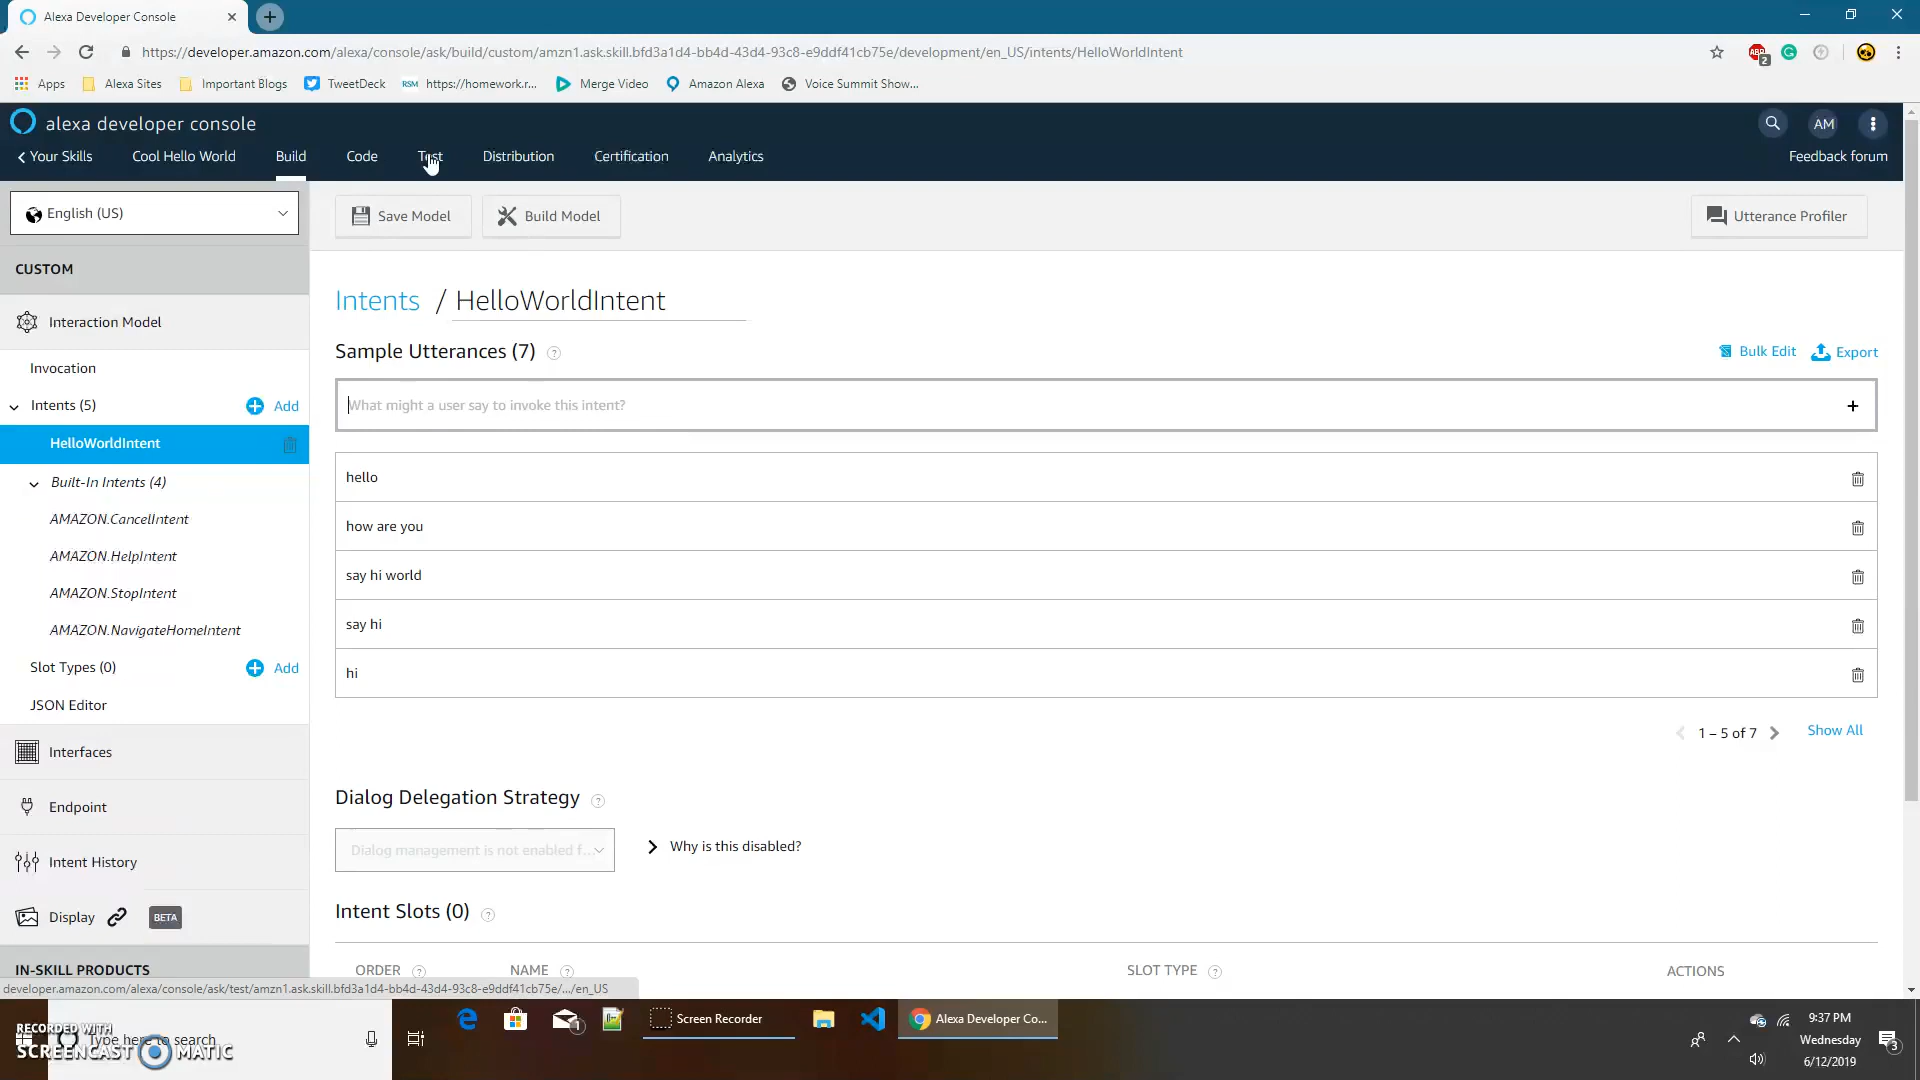 Alexa Developer Console
https://developer.amazon.com/alexa/console/ask/build/custom/amzn1.ask.skill.bfd3a1d4-bb4d-43d4-93c8-e9ddf41cb75e/development/en_US/intents/HelloWorldIntent
ABP
2
Apps
Alexa Sites
Important Blogs
TweetDeck
RSM https://homework.r...
Merge Video
Amazon Alexa
Voice Summit Show...
alexa developer console
AM
Your Skills
Cool Hello World
Build
Code
Test
Distribution
Certification
Analytics
Feedback forum
English (US)
Save Model
Build Model
Utterance Profiler
CUSTOM
Interaction Model
Invocation
Intents (5)
Add
HelloWorldIntent
Built-In Intents (4)
AMAZON.CancelIntent
AMAZON.HelpIntent
AMAZON.StopIntent
AMAZON.NavigateHomeIntent
Slot Types (0)
Add
JSON Editor
Interfaces
Endpoint
Intent History
Display
BETA
IN-SKILL PRODUCTS
Intents / HelloWorldIntent
Sample Utterances (7)
Bulk Edit
Export
What might a user say to invoke this intent?
hello
how are you
say hi world
say hi
hi
1 – 5 of 7
Show All
Dialog Delegation Strategy
Dialog management is not enabled f...
Why is this disabled?
Intent Slots (0)
ORDER
NAME
SLOT TYPE
ACTIONS
developer.amazon.com/alexa/console/ask/test/amzn1.ask.skill.bfd3a1d4-bb4d-43d4-93c8-e9ddf41cb75e/.../en_US
RECORDED WITH
SCREENCAST MATIC
Type here to search
1
Screen Recorder
Alexa Developer Co...
9:37 PM
Wednesday
6/12/2019
3